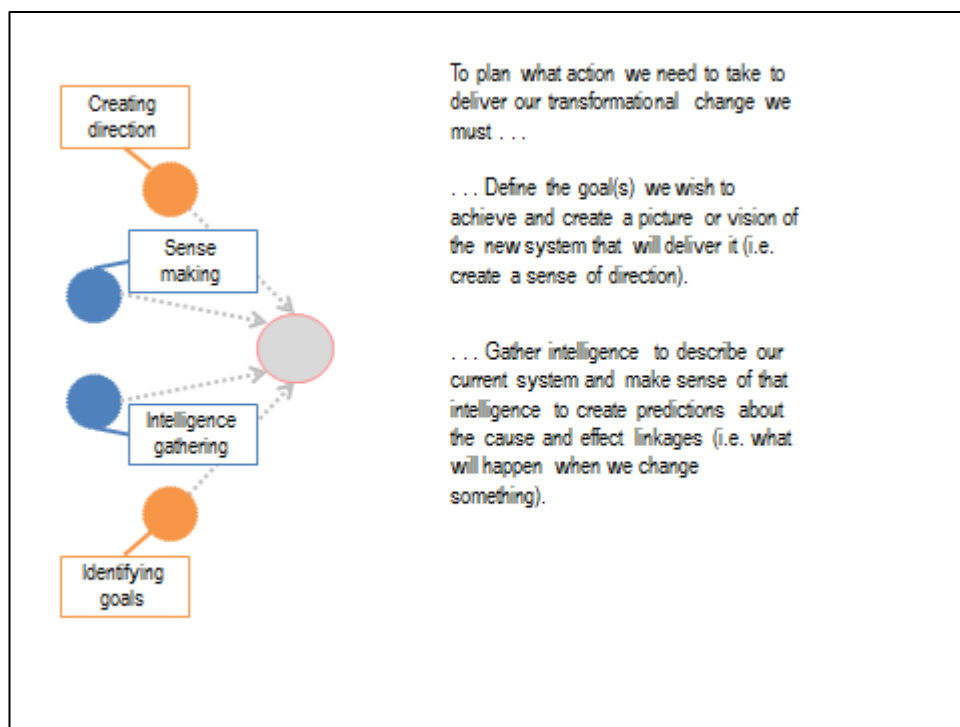 Creating
direction
Sense
making
Intelligence
gathering
Identifying
goals
To plan what action we need to take to
deliver our transformational change we
must . . .
. . . Define the goal(s) we wish to
achieve and create a picture or vision of
the new system that will deliver it (i.e.
create a sense of direction).
. . . Gather intelligence to describe our
current system and make sense of that
intelligence to create predictions about
the cause and effect linkages (i.e. what
will happen when we change
something).